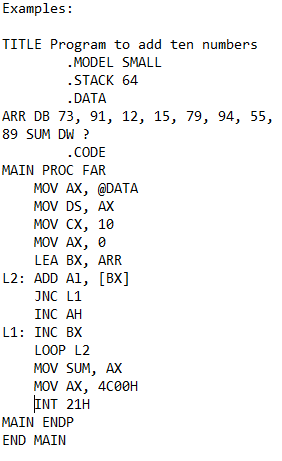 Examples:
TITLE Program to add ten numbers
.MODEL SMALL
.STACK 64
.DATA
ARR DB 73, 91, 12, 15, 79, 94, 55,
89 SUM DW ?
.CODE
MAIN PROC FAR
MOV AX, @DATA
MOV DS, AX
MOV CX, 10
MOV AX, 0
LEA BX, ARR
L2: ADD Al, [BX]
JNC L1
INC AH
L1: INC BX
LOOP L2
MOV SUM, AX
MOV AX, 4C00H
INT 21H
MAIN ENDP
END MAIN